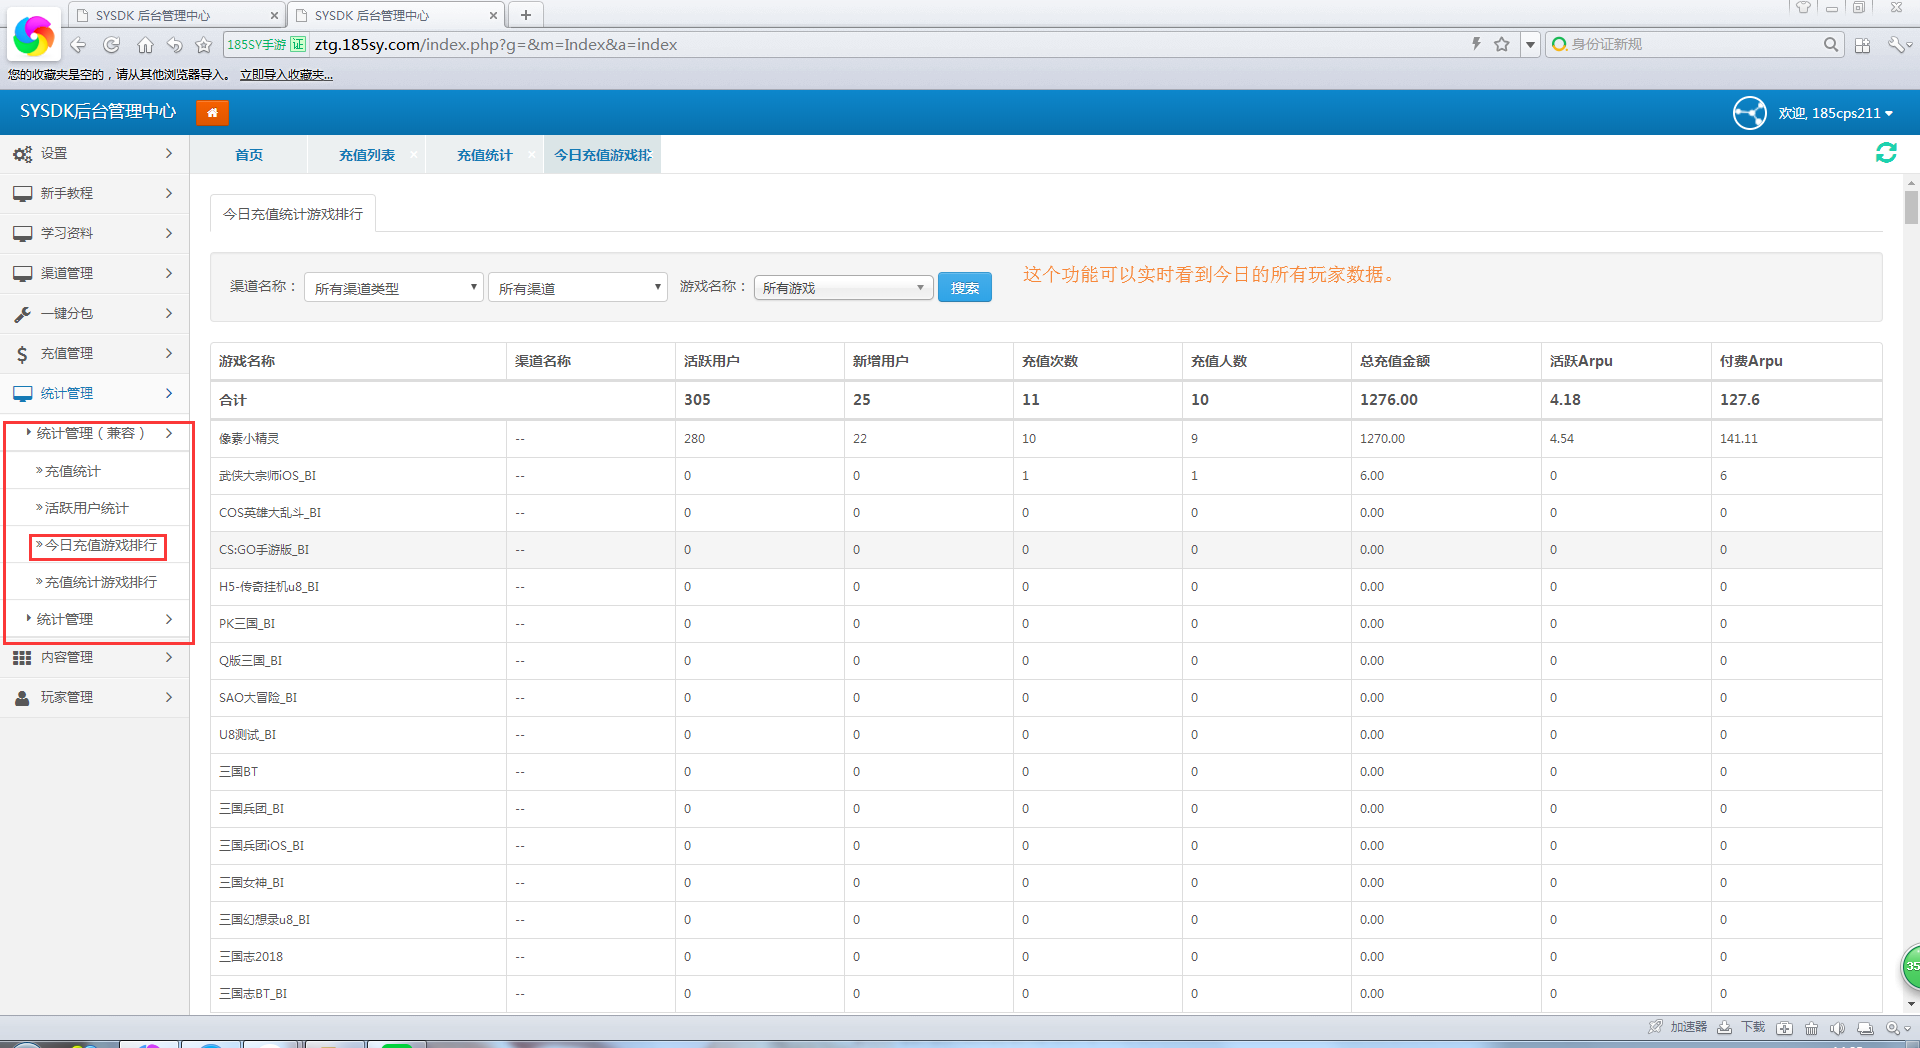 SYSDK 后台管理中心
SYSDK 后台管理中心
185SY手游 证 ztg.185sy.com/index.php?g=&m=Index&a=index
身份证新规
您的收藏夹是空的，请从其他浏览器导入。 立即导入收藏夹...
SYSDK后台管理中心
欢迎, 185cps211
设置
新手教程
学习资料
渠道管理
一键分包
充值管理
统计管理
统计管理（兼容）
»充值统计
»活跃用户统计
»今日充值游戏排行
»充值统计游戏排行
统计管理
内容管理
玩家管理
首页 充值列表 充值统计 今日充值游戏排
今日充值统计游戏排行
渠道名称： 所有渠道类型 所有渠道 游戏名称： 所有游戏 搜索
这个功能可以实时看到今日的所有玩家数据。
游戏名称 渠道名称 活跃用户 新增用户 充值次数 充值人数 总充值金额 活跃Arpu 付费Arpu
合计 305 25 11 10 1276.00 4.18 127.6
像素小精灵 -- 280 22 10 9 1270.00 4.54 141.11
武侠大宗师iOS_BI -- 0 0 1 1 6.00 0 6
COS英雄大乱斗_BI -- 0 0 0 0 0.00 0 0
CS:GO手游版_BI -- 0 0 0 0 0.00 0 0
H5-传奇挂机u8_BI -- 0 0 0 0 0.00 0 0
PK三国_BI -- 0 0 0 0 0.00 0 0
Q版三国_BI -- 0 0 0 0 0.00 0 0
SAO大冒险_BI -- 0 0 0 0 0.00 0 0
U8测试_BI -- 0 0 0 0 0.00 0 0
三国BT -- 0 0 0 0 0.00 0 0
三国兵团_BI -- 0 0 0 0 0.00 0 0
三国兵团iOS_BI -- 0 0 0 0 0.00 0 0
三国女神_BI -- 0 0 0 0 0.00 0 0
三国幻想录u8_BI -- 0 0 0 0 0.00 0 0
三国志2018 -- 0 0 0 0 0.00 0 0
三国志BT_BI -- 0 0 0 0 0.00 0 0
35
加速器 下载